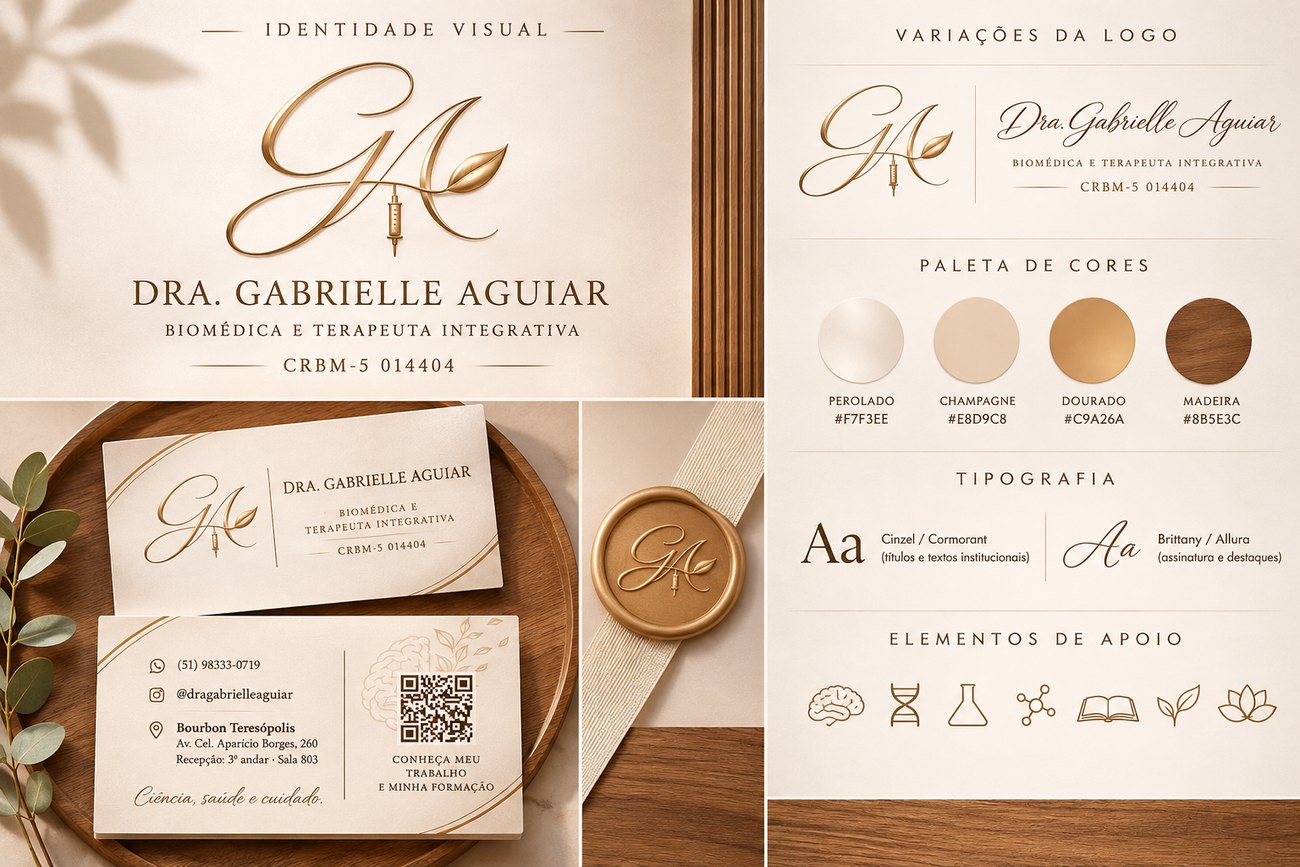 IDENTIDADE VISUAL
GA
DRA. GABRIELLE AGUIAR
BIOMÉDICA E TERAPEUTA INTEGRATIVA
CRBM-5 014404
GA
DRA. GABRIELLE AGUIAR
BIOMÉDICA E
TERAPEUTA INTEGRATIVA
CRBM-5 014404
(51) 98333-0719
@dragabrielleaguiar
Bourbon Teresópolis
Av. Cel. Aparício Borges, 260
Recepção: 3º andar · Sala 803
Ciência, saúde e cuidado.
CONHEÇA MEU
TRABALHO
E MINHA FORMAÇÃO
GA
VARIAÇÕES DA LOGO
GA
Dra. Gabrielle Aguiar
BIOMÉDICA E TERAPEUTA INTEGRATIVA
CRBM-5 014404
PALETA DE CORES
PEROLADO
#F7F3EE
CHAMPAGNE
#E8D9C8
DOURADO
#C9A26A
MADEIRA
#8B5E3C
TIPOGRAFIA
Aa
Cinzel / Cormorant
(títulos e textos institucionais)
Aa
Brittany / Allura
(assinatura e destaques)
ELEMENTOS DE APOIO